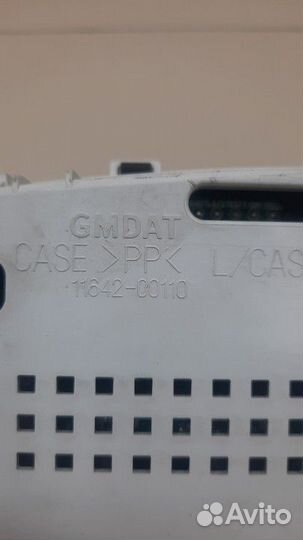 GMDAT
CASE >PP< L/CAS
11642-00110
Avito